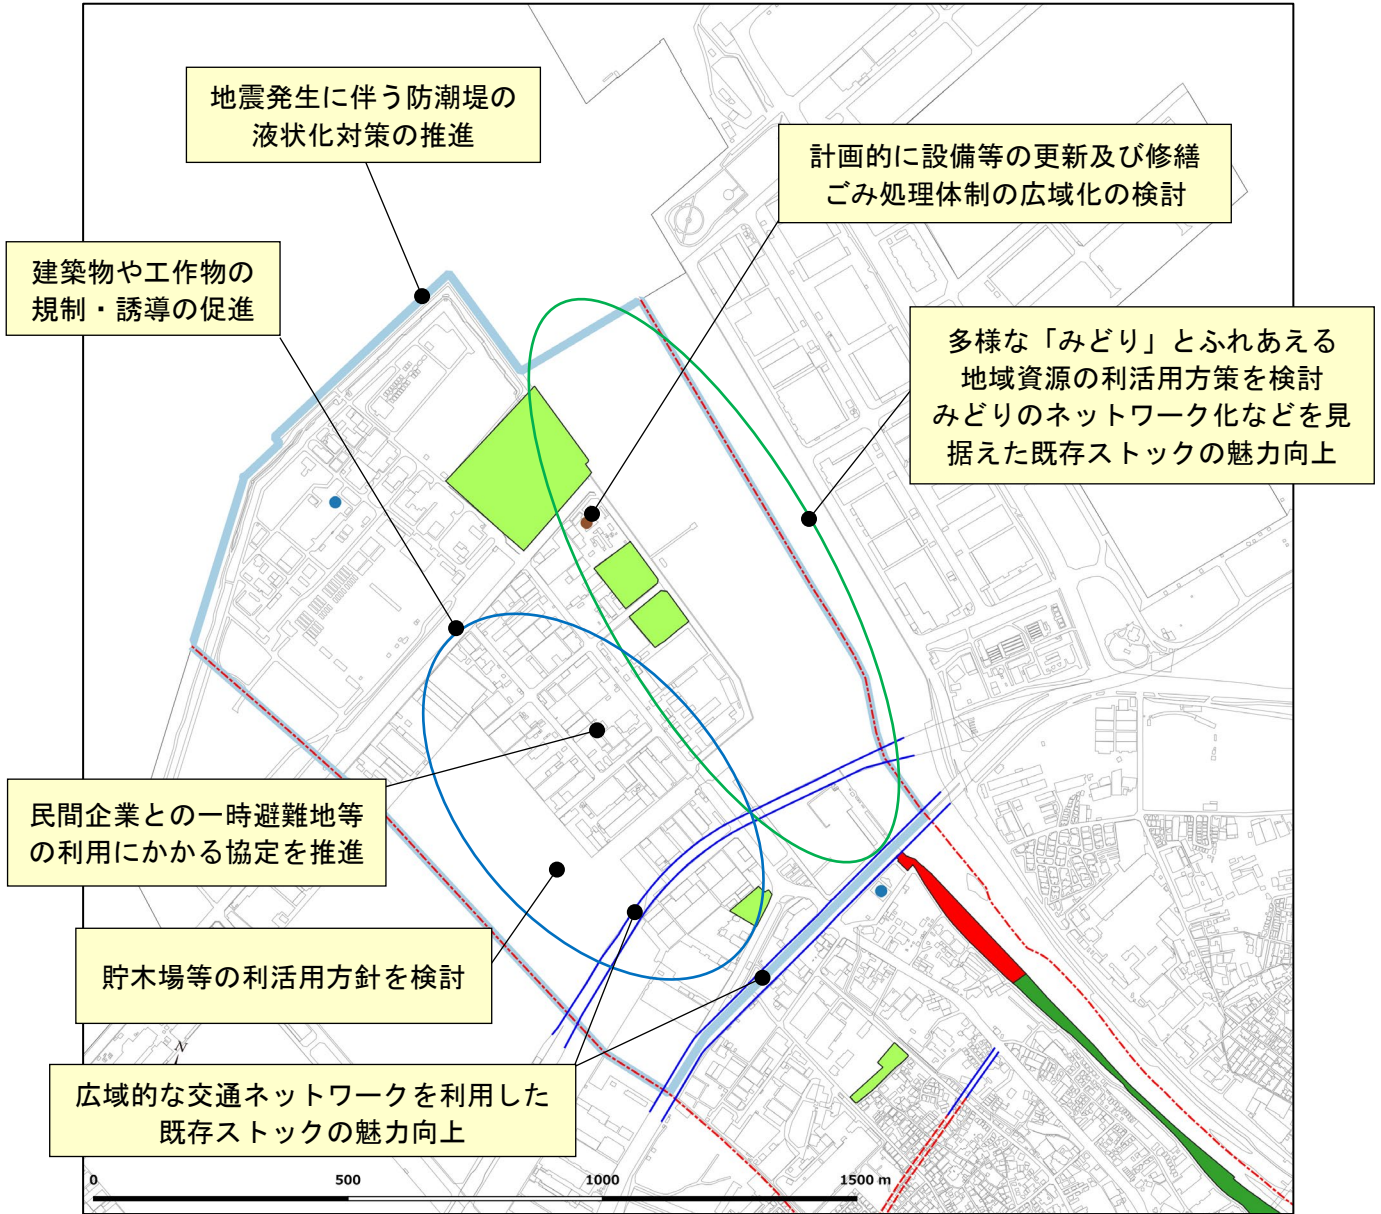 地震発生に伴う防潮堤の
液状化対策の推進
計画的に設備等の更新及び修繕
ごみ処理体制の広域化の検討
建築物や工作物の
規制・誘導の促進
多様な「みどり」とふれあえる
地域資源の利活用方策を検討
みどりのネットワーク化などを見
据えた既存ストックの魅力向上
民間企業との一時避難地等
の利用にかかる協定を推進
貯木場等の利活用方針を検討
N
広域的な交通ネットワークを利用した
既存ストックの魅力向上
0 500 1000 1500 m